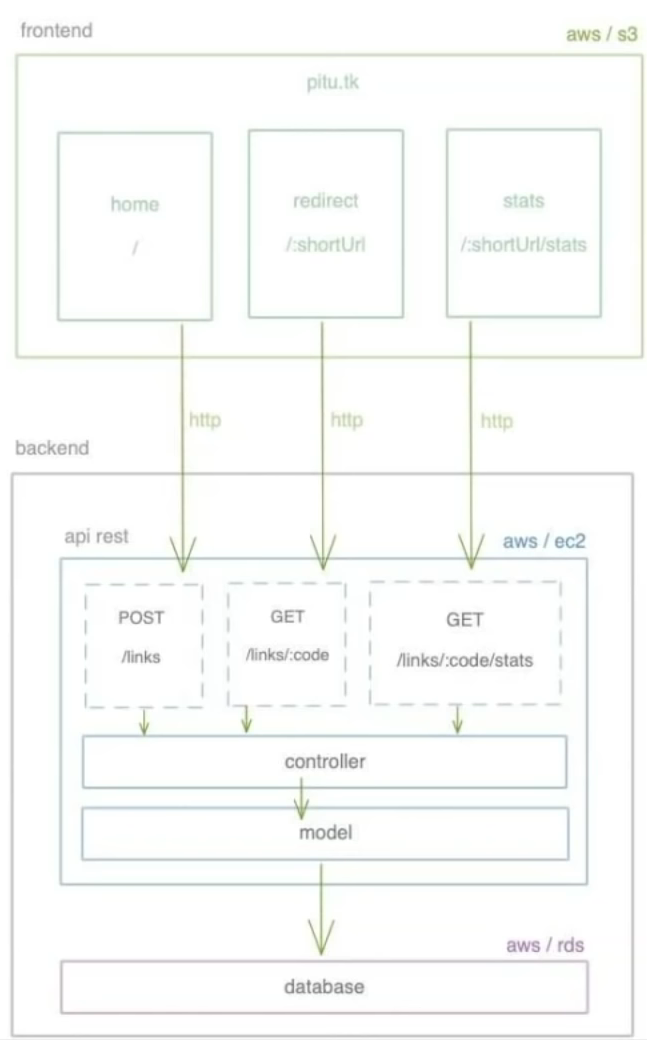 frontend
aws / s3
pitu.tk
home
/
redirect
/:shortUrl
stats
/:shortUrl/stats
http
http
http
backend
api rest
aws / ec2
POST
/links
GET
/links/:code
GET
/links/:code/stats
controller
model
aws / rds
database